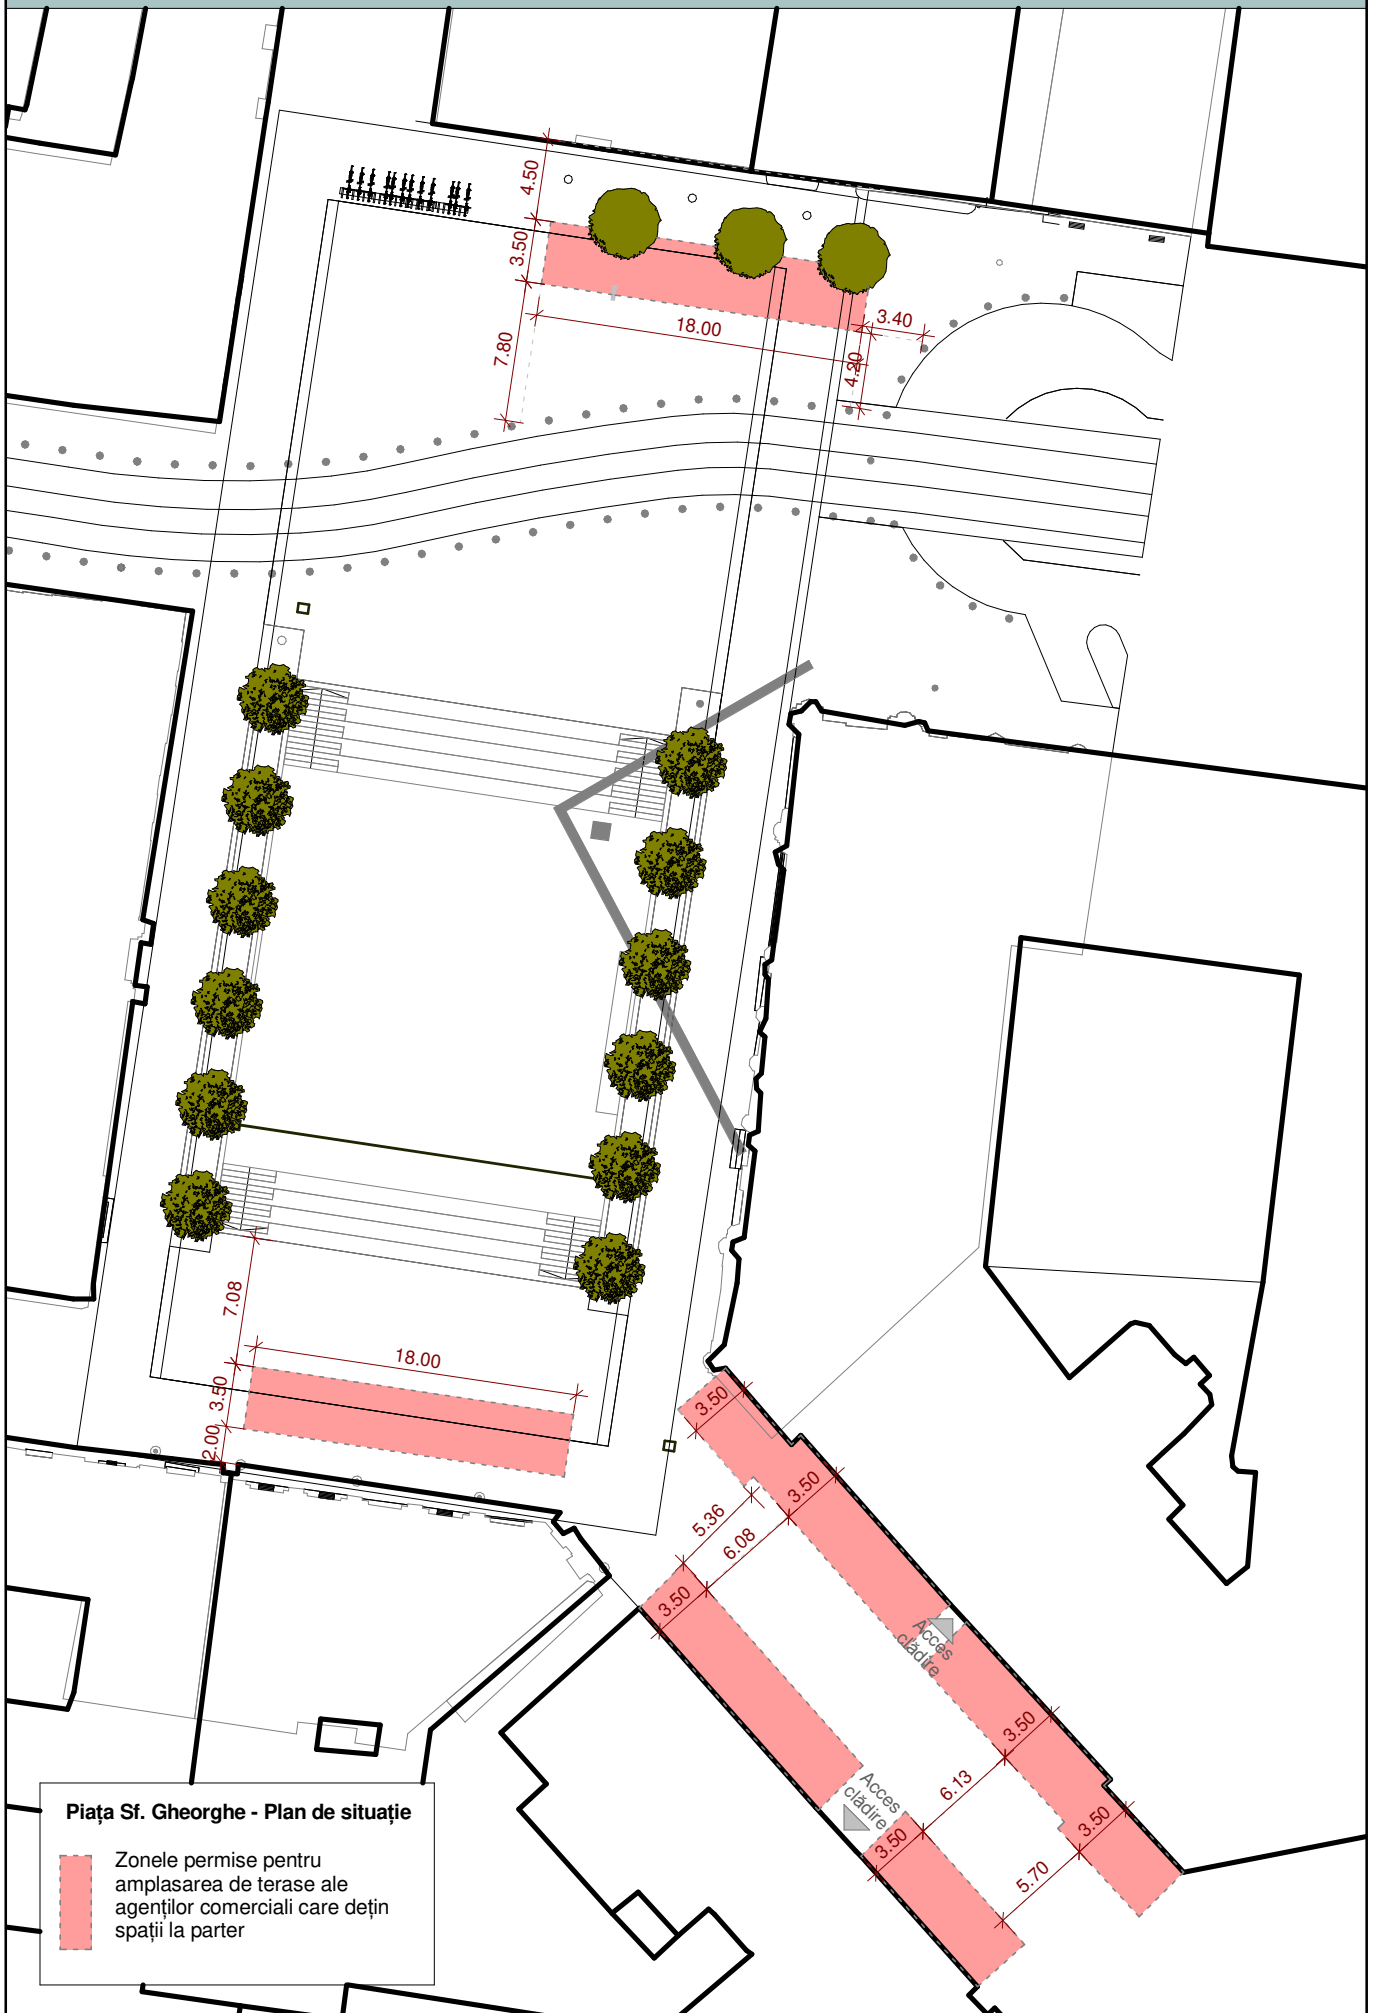 4.50
3.50
18.00
3.40
7.80
4.20
7.08
18.00
3.50
2.00
3.50
3.50
5.36
6.08
3.50
Acces
clădire
3.50
6.13
Acces
clădire
3.50
3.50
5.70
Piața Sf. Gheorghe - Plan de situație
Zonele permise pentru
amplasarea de terase ale
agenților comerciali care dețin
spații la parter